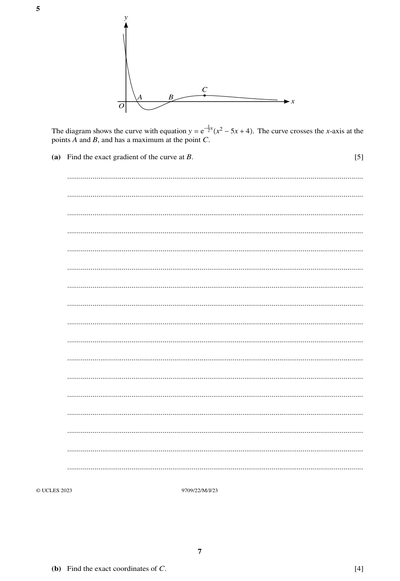 5
y
A
B
C
O
x
The diagram shows the curve with equation y = e^{-\frac{1}{2}x}(x² − 5x + 4). The curve crosses the x-axis at the
points A and B, and has a maximum at the point C.
(a) Find the exact gradient of the curve at B. [5]
© UCLES 2023 9709/22/M/J/23
7
(b) Find the exact coordinates of C. [4]